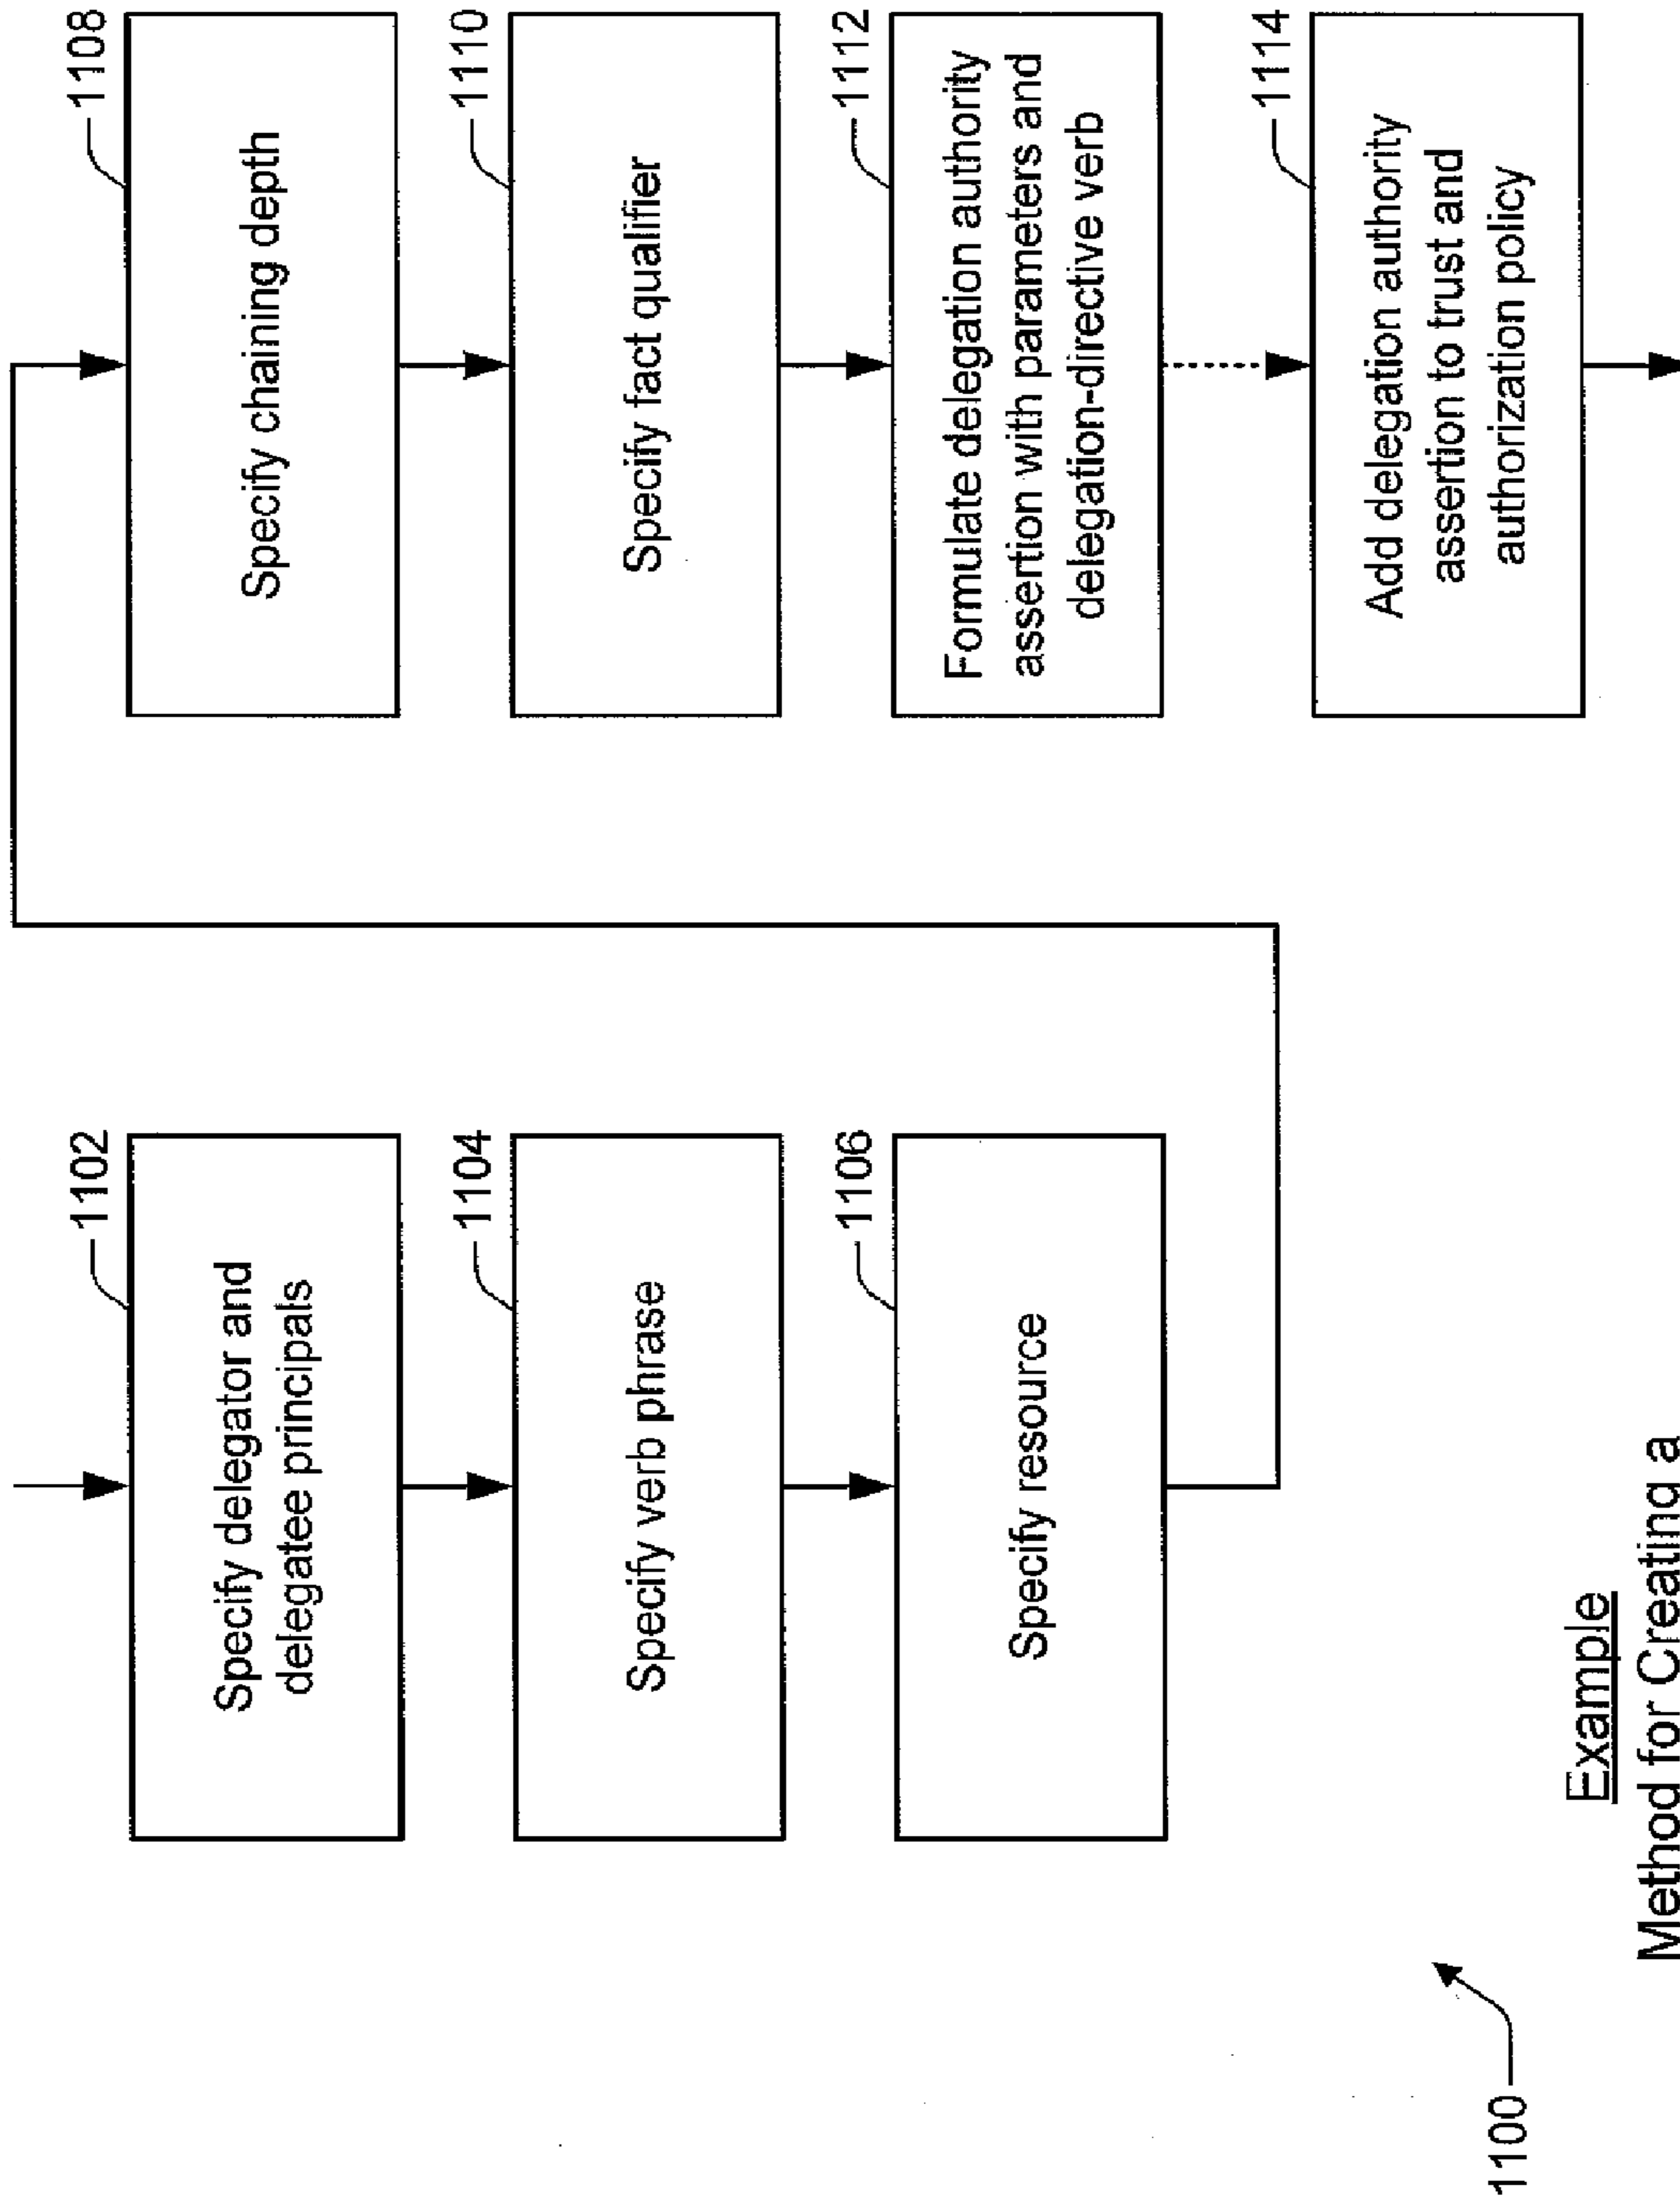 1102
Specify delegator and
delegatee principals
1104
Specify verb phrase
1106
Specify resource
1108
Specify chaining depth
1110
Specify fact qualifier
1112
Formulate delegation authority
assertion with parameters and
delegation-directive verb
1114
Add delegation authority
assertion to trust and
authorization policy
1100
Example
Method for Creating a